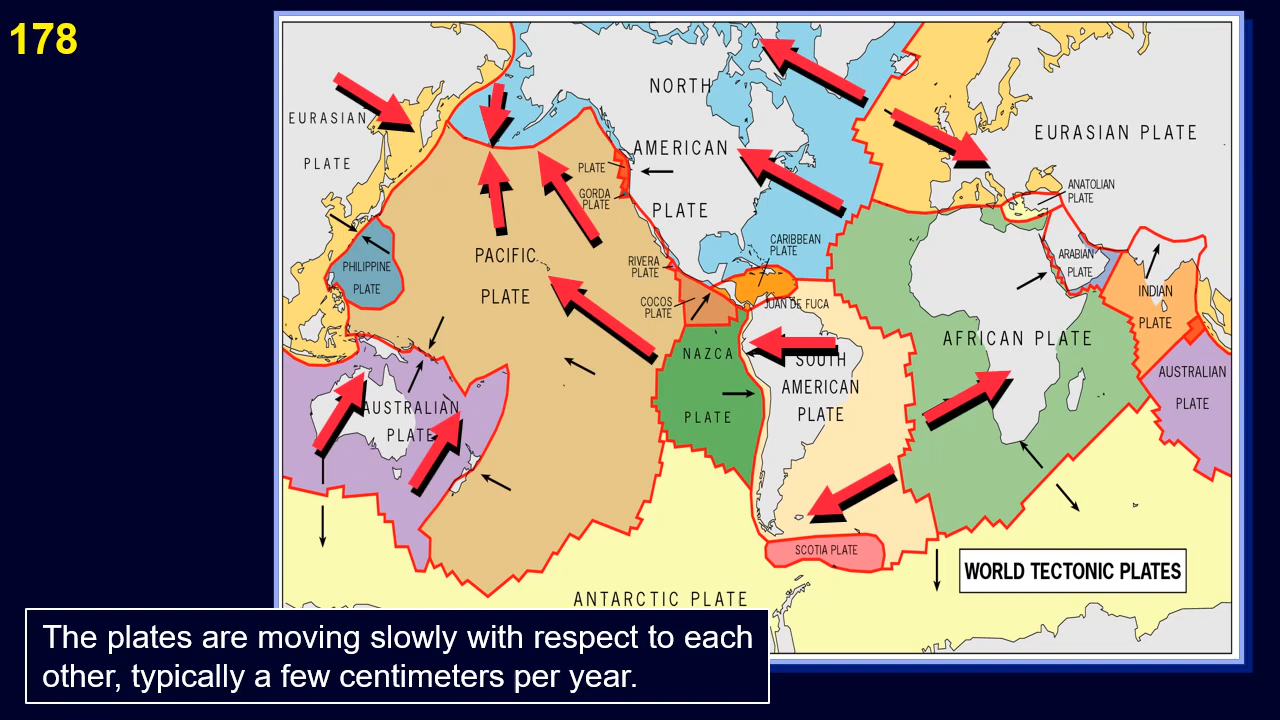 178
NORTH
AMERICAN
PLATE
EURASIAN
PLATE
EURASIAN PLATE
PLATE
GORDA
PLATE
ANATOLIAN
PLATE
PACIFIC
PLATE
PHILIPPINE
PLATE
RIVERA
PLATE
CARIBBEAN
PLATE
ARABIAN
PLATE
COCOS
PLATE
JUAN DE FUCA
INDIAN
PLATE
AFRICAN PLATE
NAZCA
PLATE
SOUTH
AMERICAN
PLATE
AUSTRALIAN
PLATE
AUSTRALIAN
PLATE
SCOTIA PLATE
WORLD TECTONIC PLATES
ANTARCTIC PLATE
The plates are moving slowly with respect to each
other, typically a few centimeters per year.